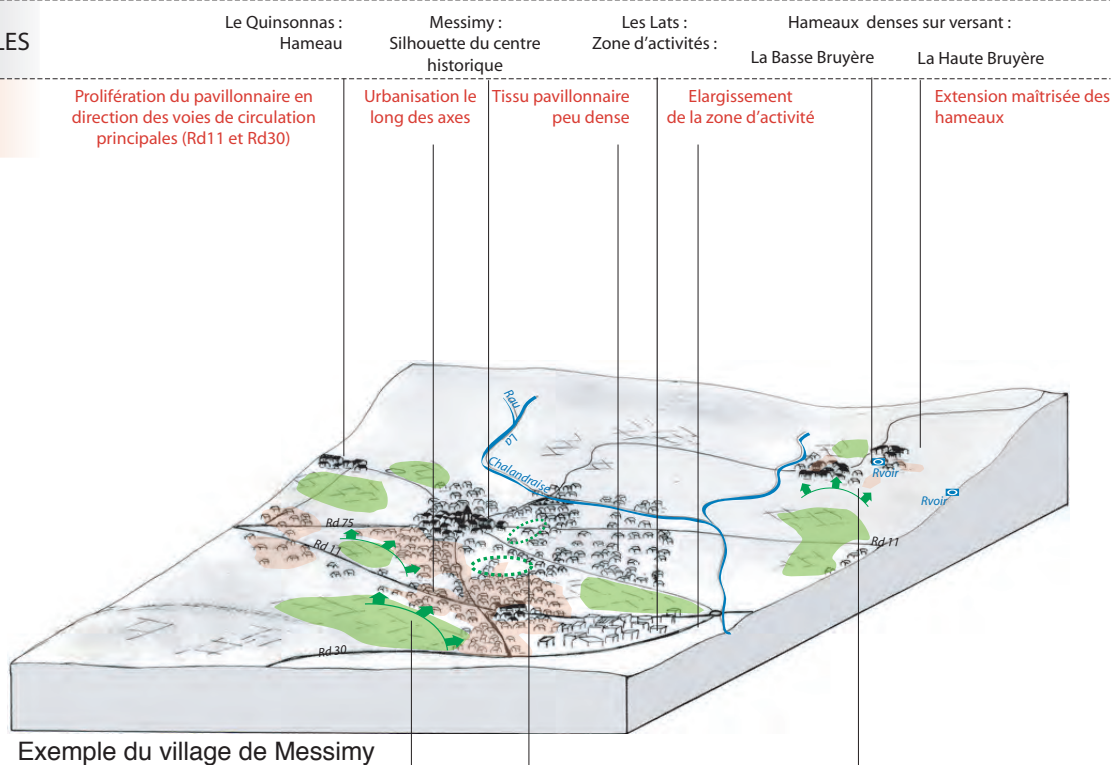 LES
Le Quinsonnas :
Hameau
Messimy :
Silhouette du centre
historique
Les Lats :
Zone d'activités :
Hameaux denses sur versant :
La Basse Bruyère
La Haute Bruyère
Prolifération du pavillonnaire en
direction des voies de circulation
principales (Rd11 et Rd30)
Urbanisation le
long des axes
Tissu pavillonnaire
peu dense
Elargissement
de la zone d'activité
Extension maîtrisée des
hameaux
Rau
La
Chalandraise
Rvoir
Rvoir
Rd 75
Rd 11
Rd 11
Rd 30
Exemple du village de Messimy